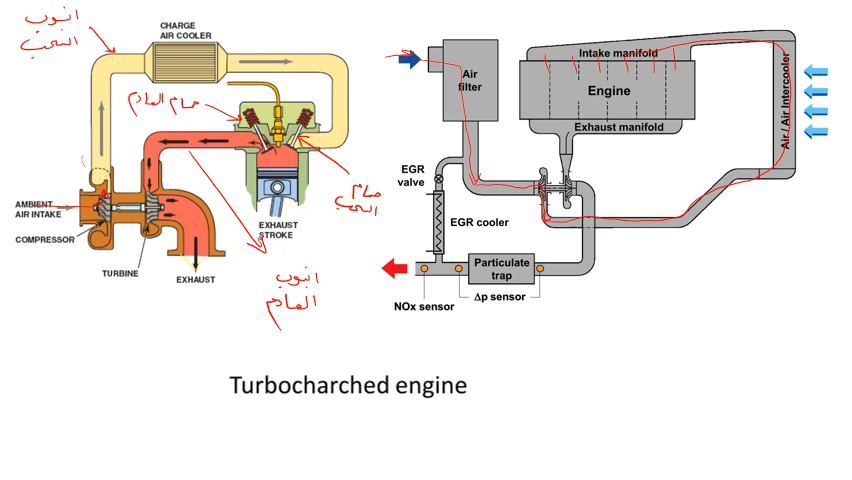 انبوب
السحب
CHARGE
AIR COOLER
صمام العادم
صمام
السحب
AMBIENT
AIR INTAKE
COMPRESSOR
TURBINE
EXHAUST
EXHAUST
STROKE
انبوب
العادم
Air
filter
Intake manifold
Engine
Exhaust manifold
Air / Air Intercooler
EGR
valve
EGR cooler
Particulate
trap
NOx sensor
Δp sensor
Turbocharched engine